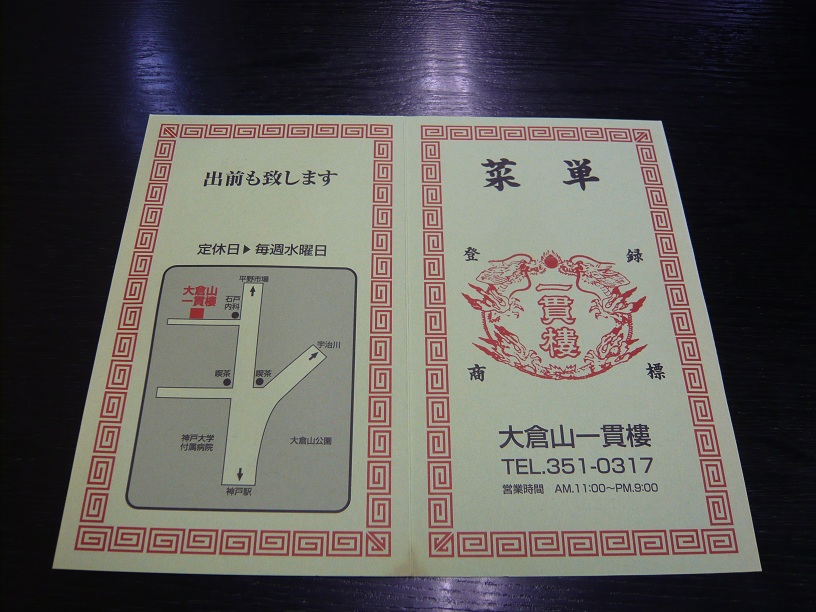 出前も致します
定休日▶毎週水曜日
平野市場
大倉山
一貫樓
石戸
内科
宇治川
喫茶
喫茶
神戸大学
付属病院
大倉山公園
神戸駅
菜単
登録
一貫樓
商標
大倉山一貫樓
TEL.351-0317
営業時間 AM.11:00～PM.9:00